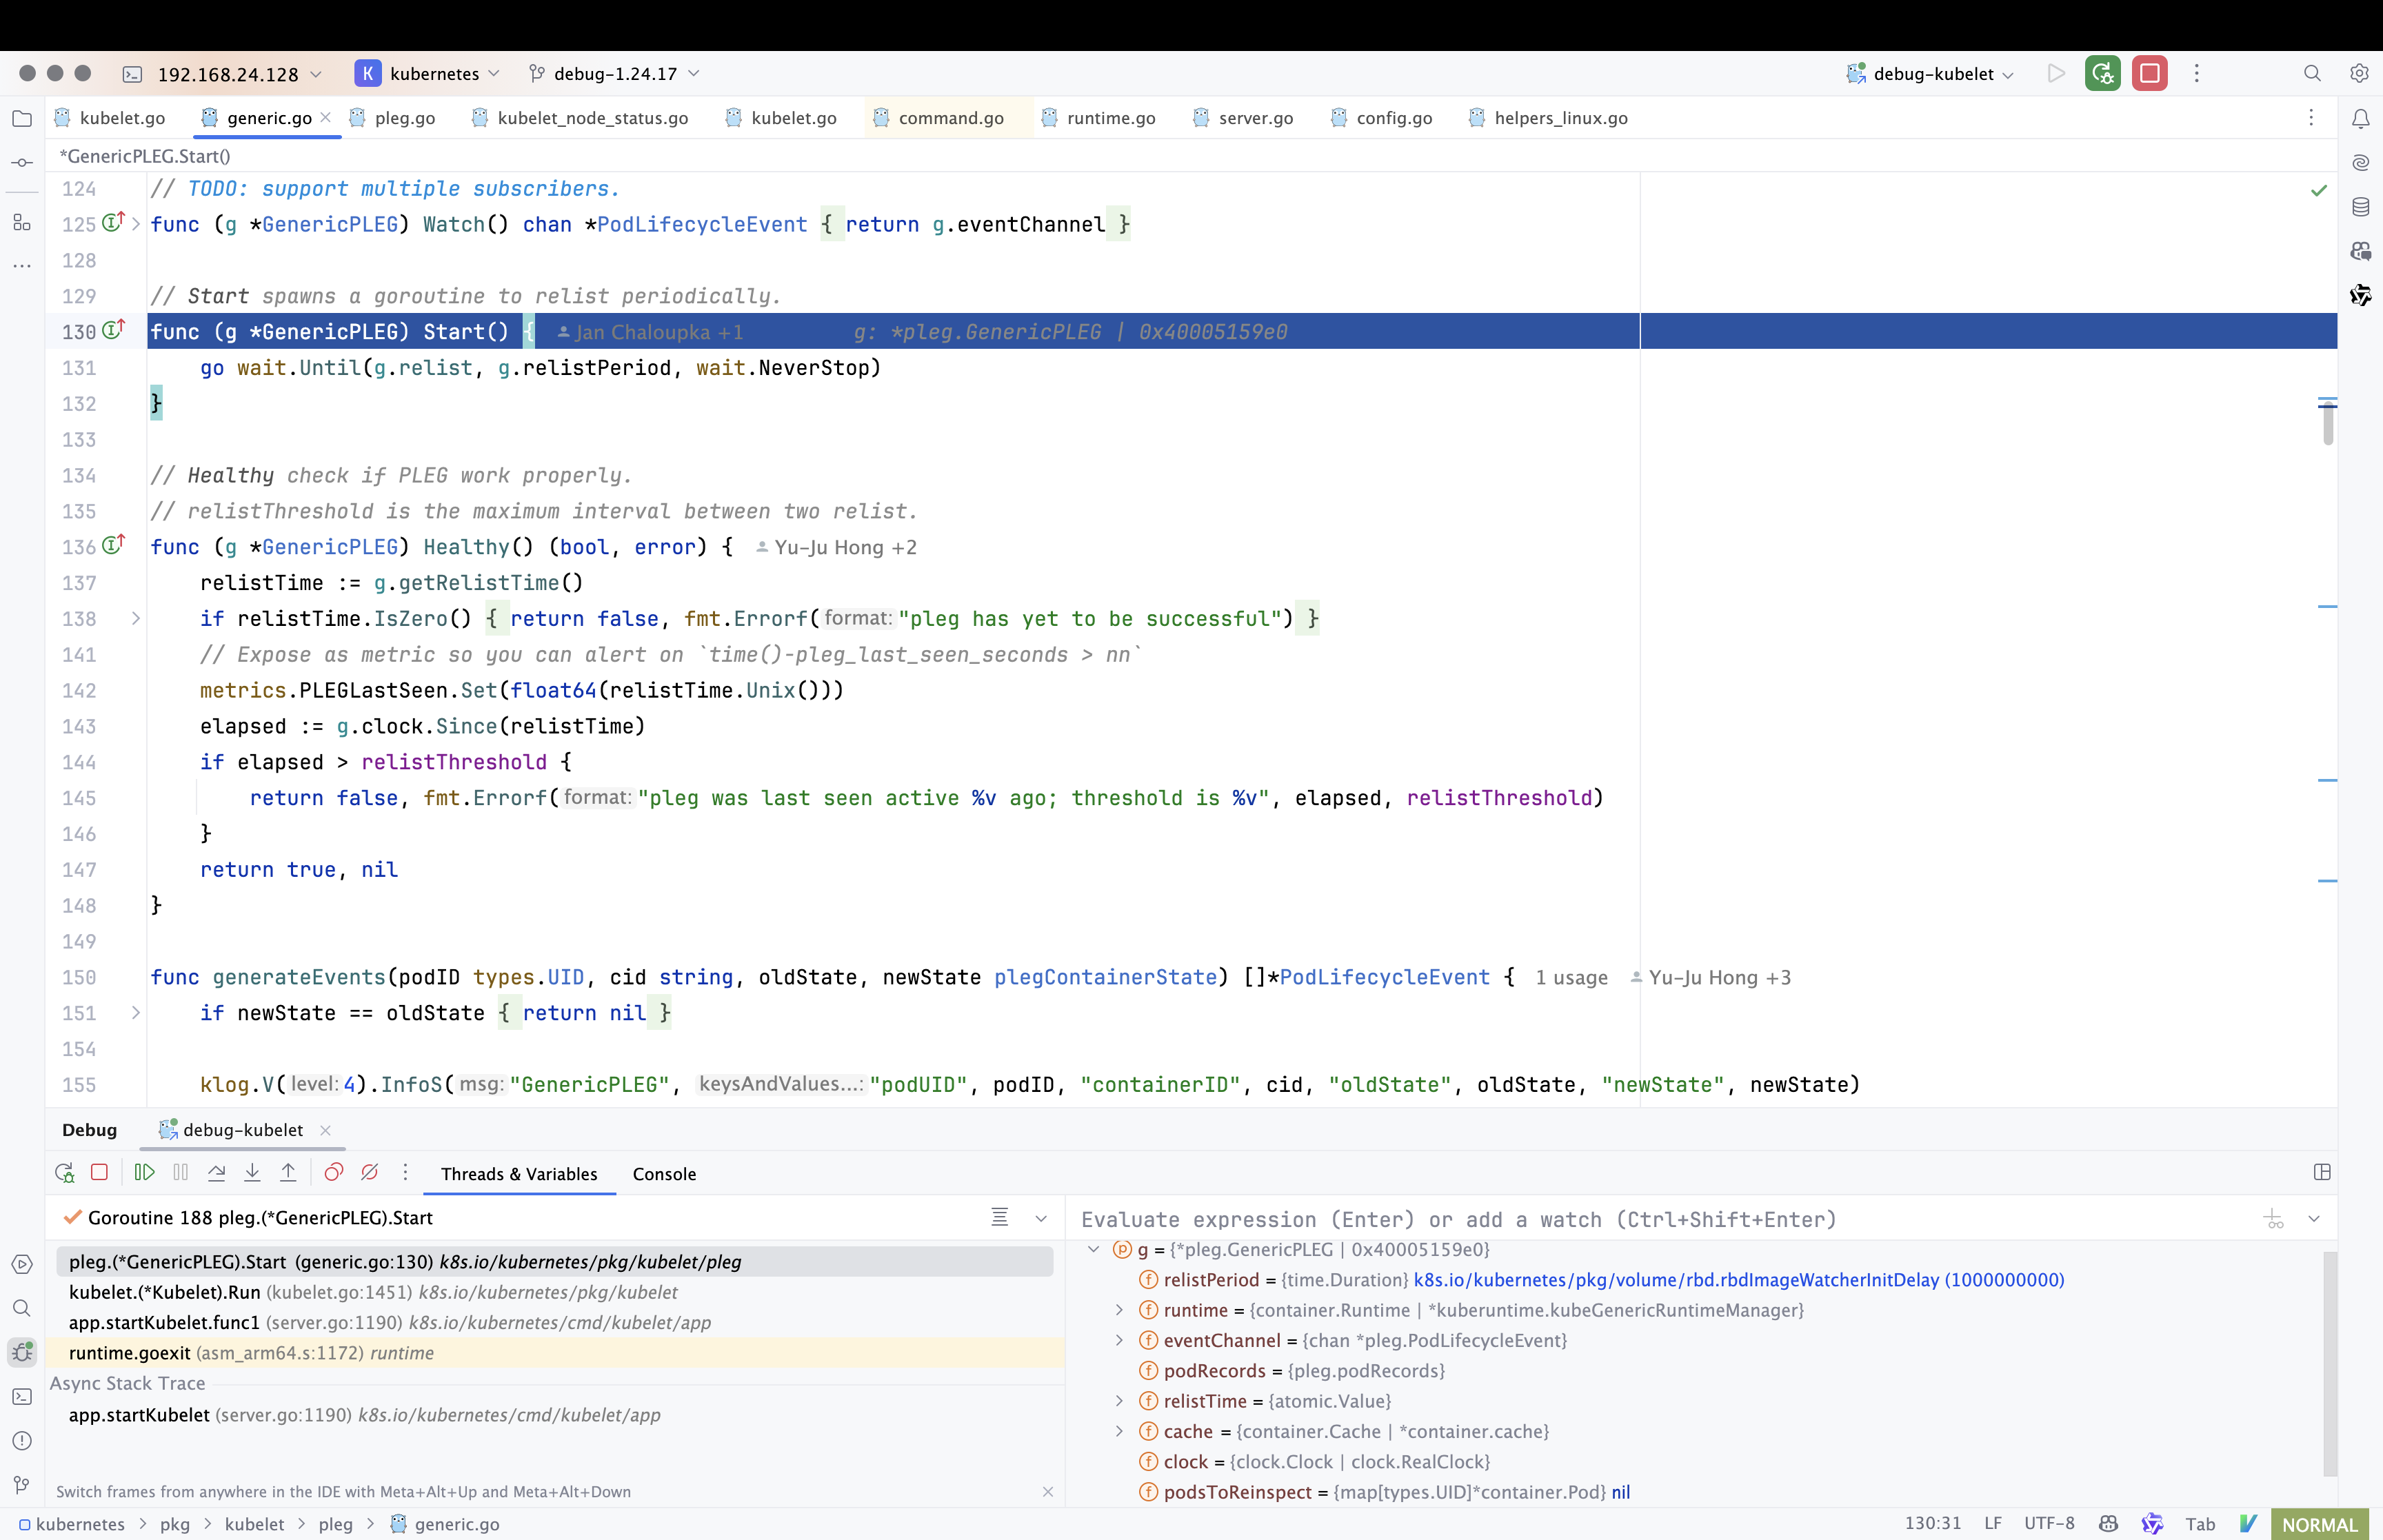 192.168.24.128 K kubernetes debug-1.24.17 debug-kubelet
kubelet.go generic.go pleg.go kubelet_node_status.go kubelet.go command.go runtime.go server.go config.go helpers_linux.go
*GenericPLEG.Start()
124 // TODO: support multiple subscribers.
125 func (g *GenericPLEG) Watch() chan *PodLifecycleEvent { return g.eventChannel }
128
129 // Start spawns a goroutine to relist periodically.
130 func (g *GenericPLEG) Start() { Jan Chaloupka +1 g: *pleg.GenericPLEG | 0x40005159e0
131 go wait.Until(g.relist, g.relistPeriod, wait.NeverStop)
132 }
133
134 // Healthy check if PLEG work properly.
135 // relistThreshold is the maximum interval between two relist.
136 func (g *GenericPLEG) Healthy() (bool, error) { Yu-Ju Hong +2
137 relistTime := g.getRelistTime()
138 if relistTime.IsZero() { return false, fmt.Errorf( format: "pleg has yet to be successful") }
141 // Expose as metric so you can alert on `time()-pleg_last_seen_seconds > nn`
142 metrics.PLEGLastSeen.Set(float64(relistTime.Unix()))
143 elapsed := g.clock.Since(relistTime)
144 if elapsed > relistThreshold {
145 return false, fmt.Errorf( format: "pleg was last seen active %v ago; threshold is %v", elapsed, relistThreshold)
146 }
147 return true, nil
148 }
149
150 func generateEvents(podID types.UID, cid string, oldState, newState plegContainerState) []*PodLifecycleEvent { 1 usage Yu-Ju Hong +3
151 if newState == oldState { return nil }
154
155 klog.V( level: 4).InfoS( msg: "GenericPLEG", keysAndValues...: "podUID", podID, "containerID", cid, "oldState", oldState, "newState", newState)
Debug debug-kubelet
Threads & Variables Console
Goroutine 188 pleg.(*GenericPLEG).Start
Evaluate expression (Enter) or add a watch (Ctrl+Shift+Enter)
pleg.(*GenericPLEG).Start (generic.go:130) k8s.io/kubernetes/pkg/kubelet/pleg
kubelet.(*Kubelet).Run (kubelet.go:1451) k8s.io/kubernetes/pkg/kubelet
app.startKubelet.func1 (server.go:1190) k8s.io/kubernetes/cmd/kubelet/app
runtime.goexit (asm_arm64.s:1172) runtime
Async Stack Trace
app.startKubelet (server.go:1190) k8s.io/kubernetes/cmd/kubelet/app
Switch frames from anywhere in the IDE with Meta+Alt+Up and Meta+Alt+Down
g = {*pleg.GenericPLEG | 0x40005159e0}
relistPeriod = {time.Duration} k8s.io/kubernetes/pkg/volume/rbd.rbdImageWatcherInitDelay (1000000000)
runtime = {container.Runtime | *kuberuntime.kubeGenericRuntimeManager}
eventChannel = {chan *pleg.PodLifecycleEvent}
podRecords = {pleg.podRecords}
relistTime = {atomic.Value}
cache = {container.Cache | *container.cache}
clock = {clock.Clock | clock.RealClock}
podsToReinspect = {map[types.UID]*container.Pod} nil
kubernetes > pkg > kubelet > pleg > generic.go
130:31 LF UTF-8 Tab NORMAL